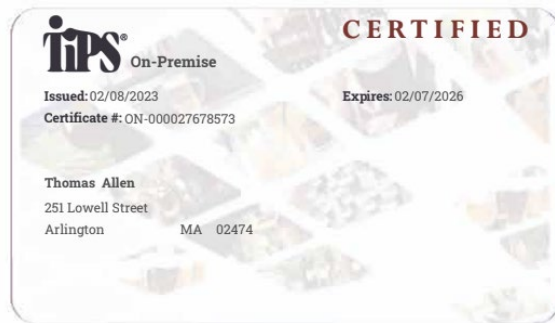 TiPS® On-Premise
CERTIFIED
Issued: 02/08/2023
Expires: 02/07/2026
Certificate #: ON-000027678573
Thomas Allen
251 Lowell Street
Arlington MA 02474